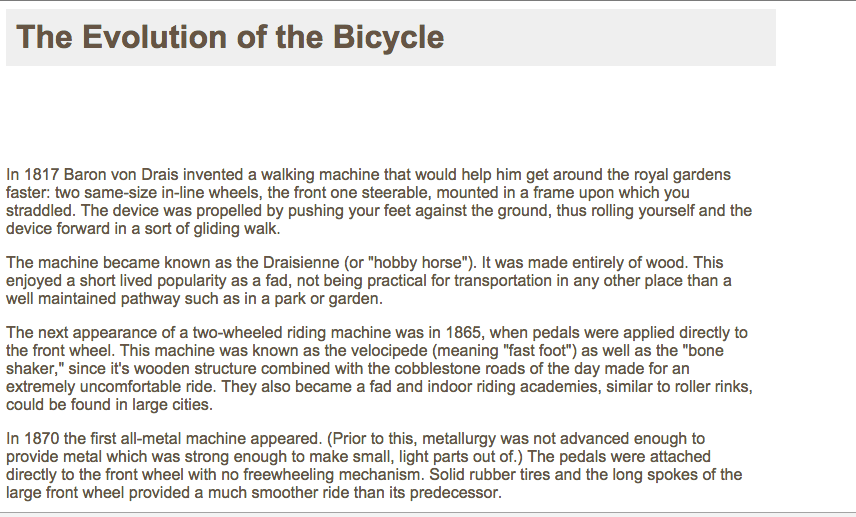 The Evolution of the Bicycle
In 1817 Baron von Drais invented a walking machine that would help him get around the royal gardens
faster: two same-size in-line wheels, the front one steerable, mounted in a frame upon which you
straddled. The device was propelled by pushing your feet against the ground, thus rolling yourself and the
device forward in a sort of gliding walk.
The machine became known as the Draisienne (or "hobby horse"). It was made entirely of wood. This
enjoyed a short lived popularity as a fad, not being practical for transportation in any other place than a
well maintained pathway such as in a park or garden.
The next appearance of a two-wheeled riding machine was in 1865, when pedals were applied directly to
the front wheel. This machine was known as the velocipede (meaning "fast foot") as well as the "bone
shaker," since it's wooden structure combined with the cobblestone roads of the day made for an
extremely uncomfortable ride. They also became a fad and indoor riding academies, similar to roller rinks,
could be found in large cities.
In 1870 the first all-metal machine appeared. (Prior to this, metallurgy was not advanced enough to
provide metal which was strong enough to make small, light parts out of.) The pedals were attached
directly to the front wheel with no freewheeling mechanism. Solid rubber tires and the long spokes of the
large front wheel provided a much smoother ride than its predecessor.